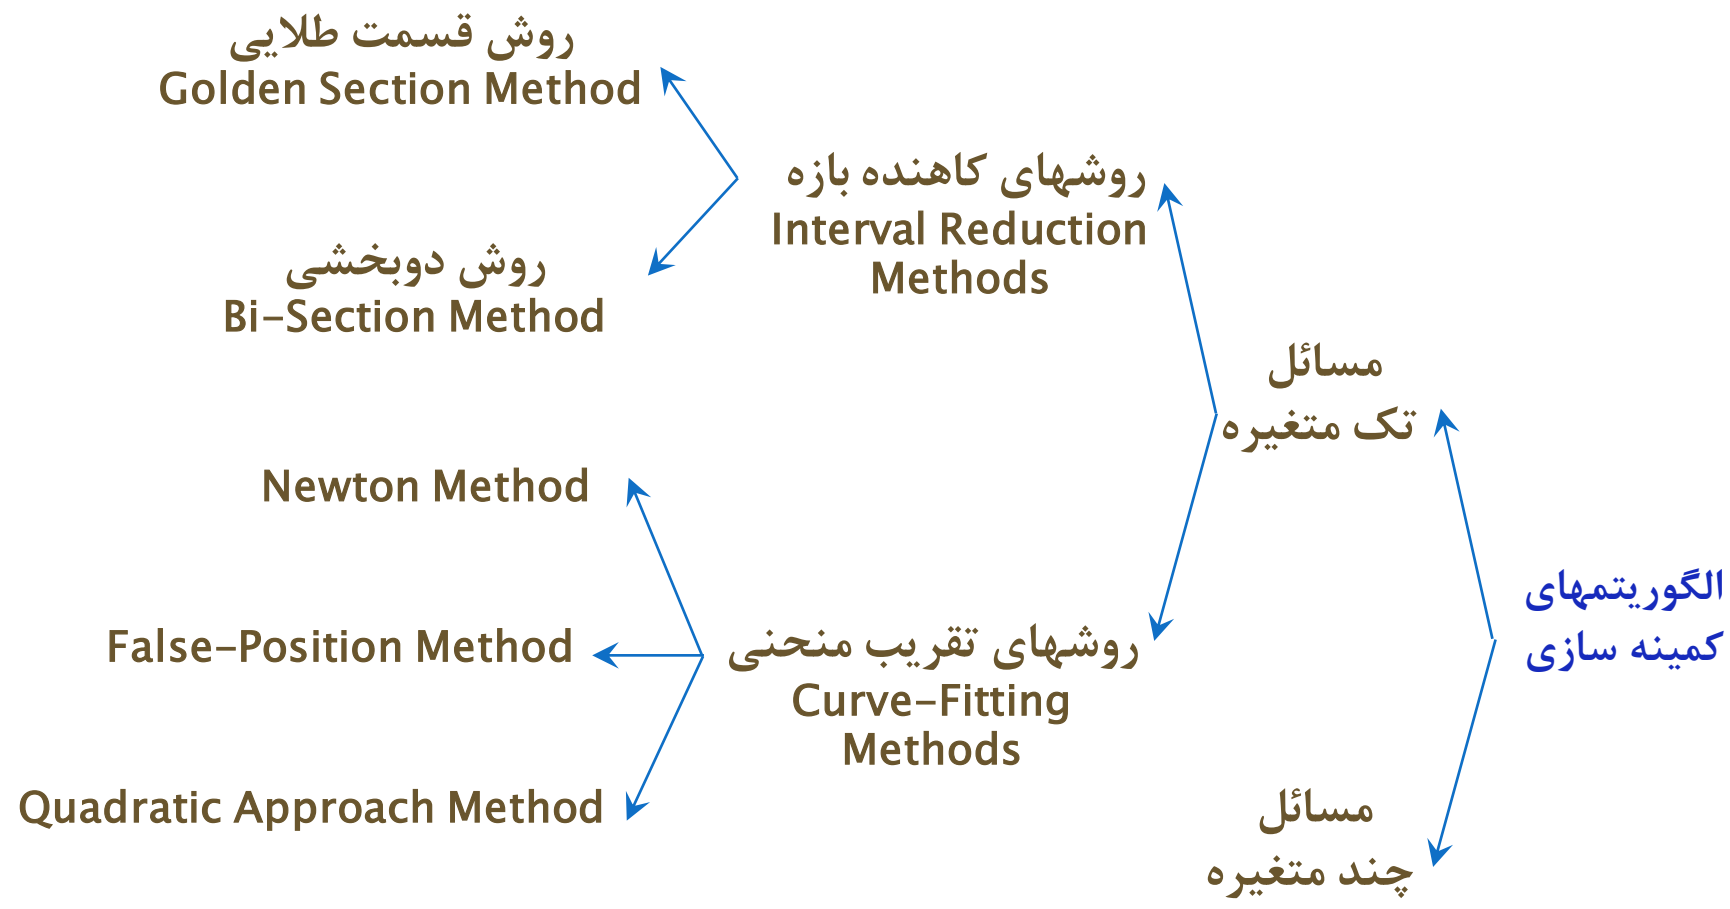 الگوریتمهای
کمینه سازی
مسائل
تک متغیره
روشهای کاهنده بازه
Interval Reduction
Methods
روش قسمت طلایی
Golden Section Method
روش دوبخشی
Bi-Section Method
روشهای تقریب منحنی
Curve-Fitting
Methods
Newton Method
False-Position Method
Quadratic Approach Method
مسائل
چند متغیره